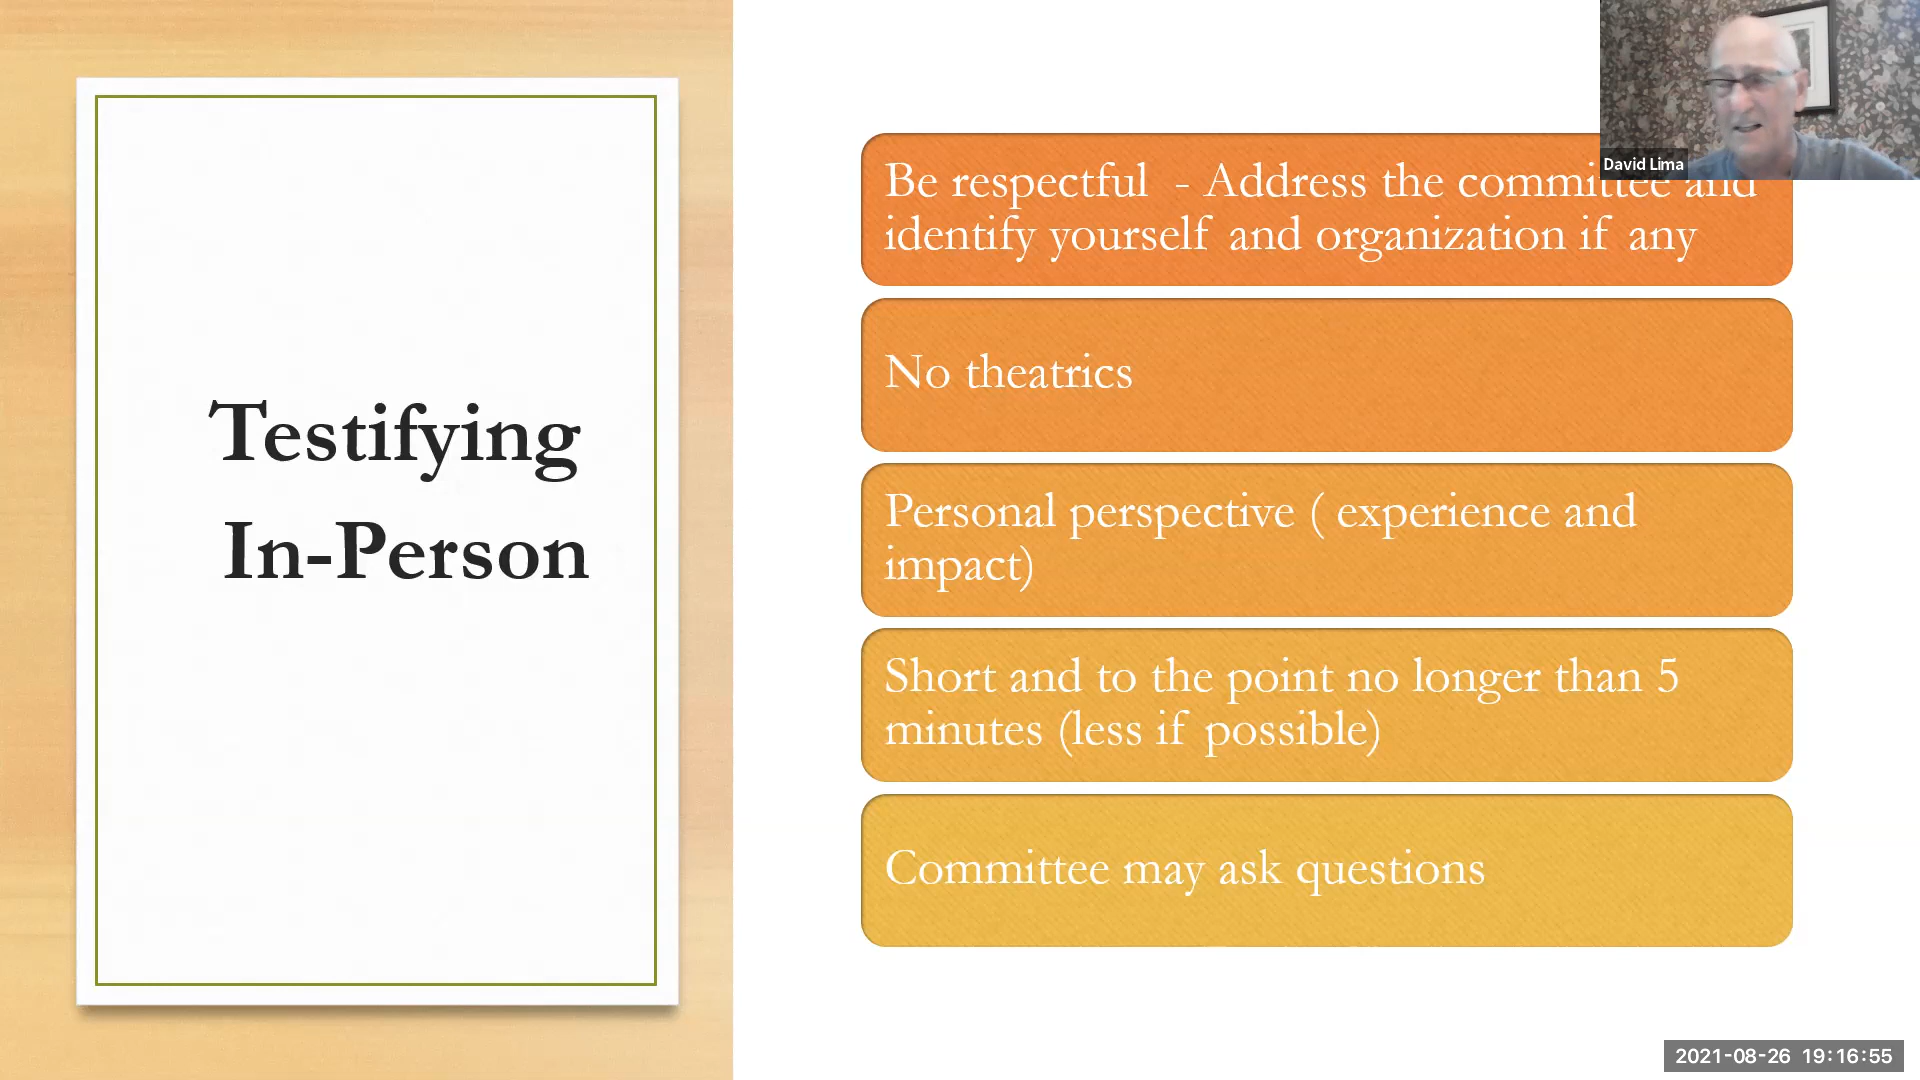 Testifying
In-Person
Be respectful - Address the committee and
identify yourself and organization if any
No theatrics
Personal perspective ( experience and
impact)
Short and to the point no longer than 5
minutes (less if possible)
Committee may ask questions
David Lima
2021-08-26 19:16:55